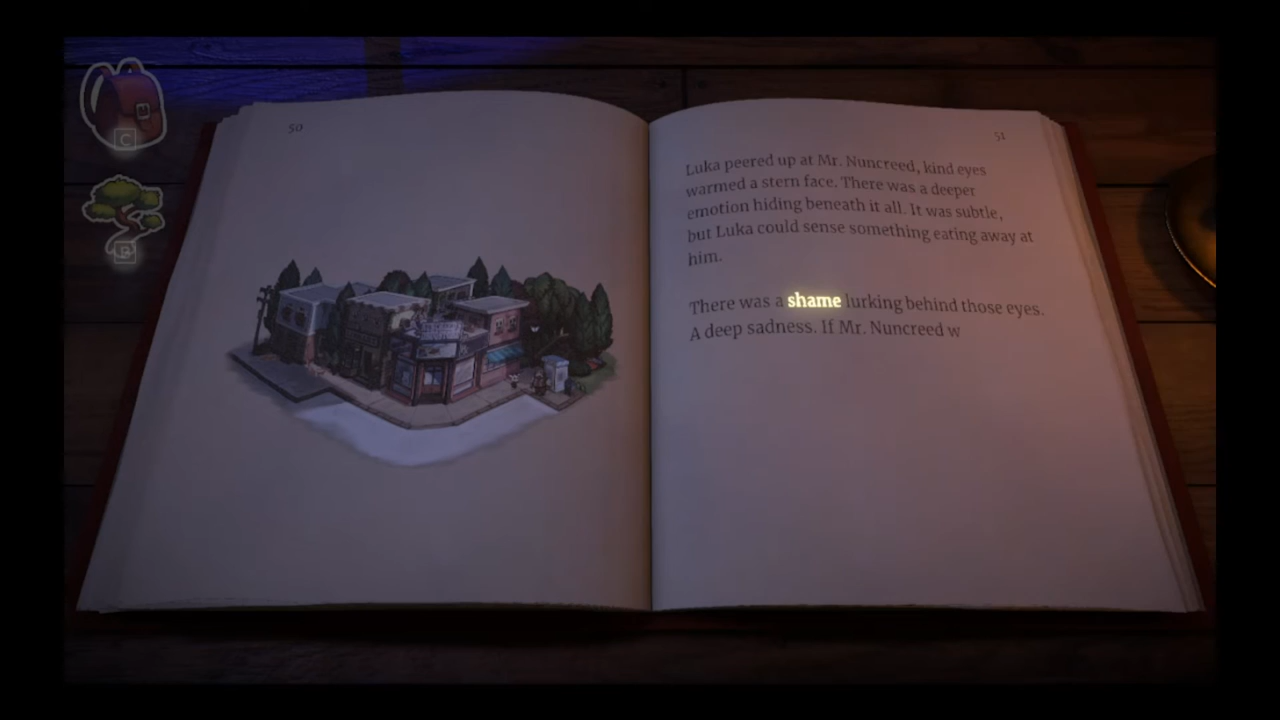 C
B
50
51
Luka peered up at Mr. Nuncreed, kind eyes
warmed a stern face. There was a deeper
emotion hiding beneath it all. It was subtle,
but Luka could sense something eating away at
him.
There was a shame lurking behind those eyes.
A deep sadness. If Mr. Nuncreed w